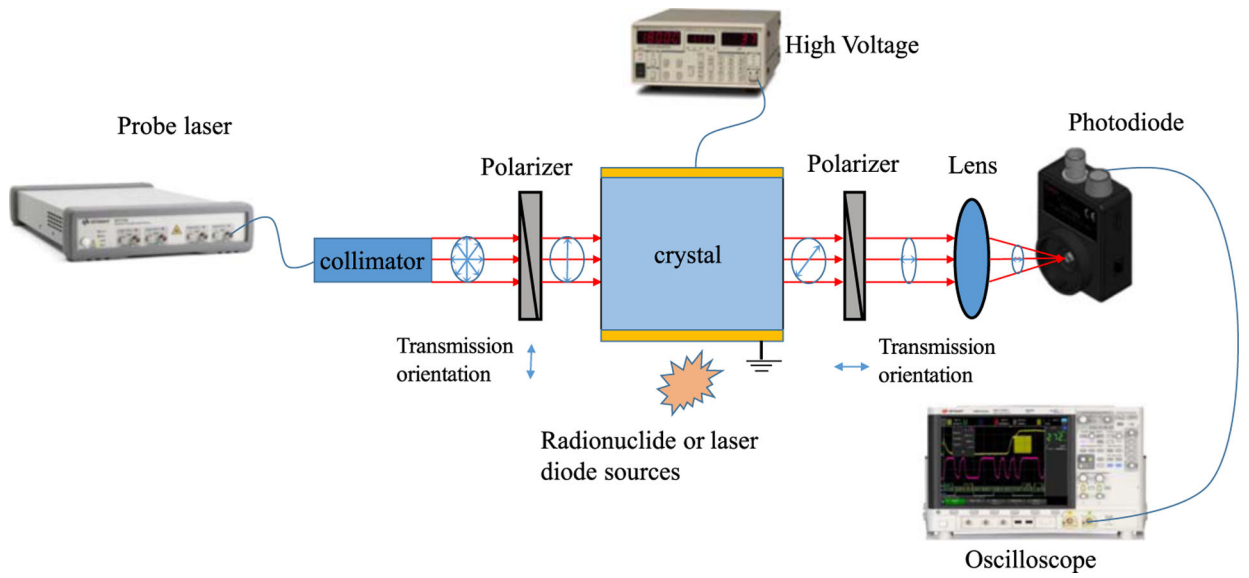 High Voltage
Probe laser
Photodiode
Polarizer
Polarizer
Lens
collimator
crystal
Transmission
orientation
Transmission
orientation
Radionuclide or laser
diode sources
Oscilloscope